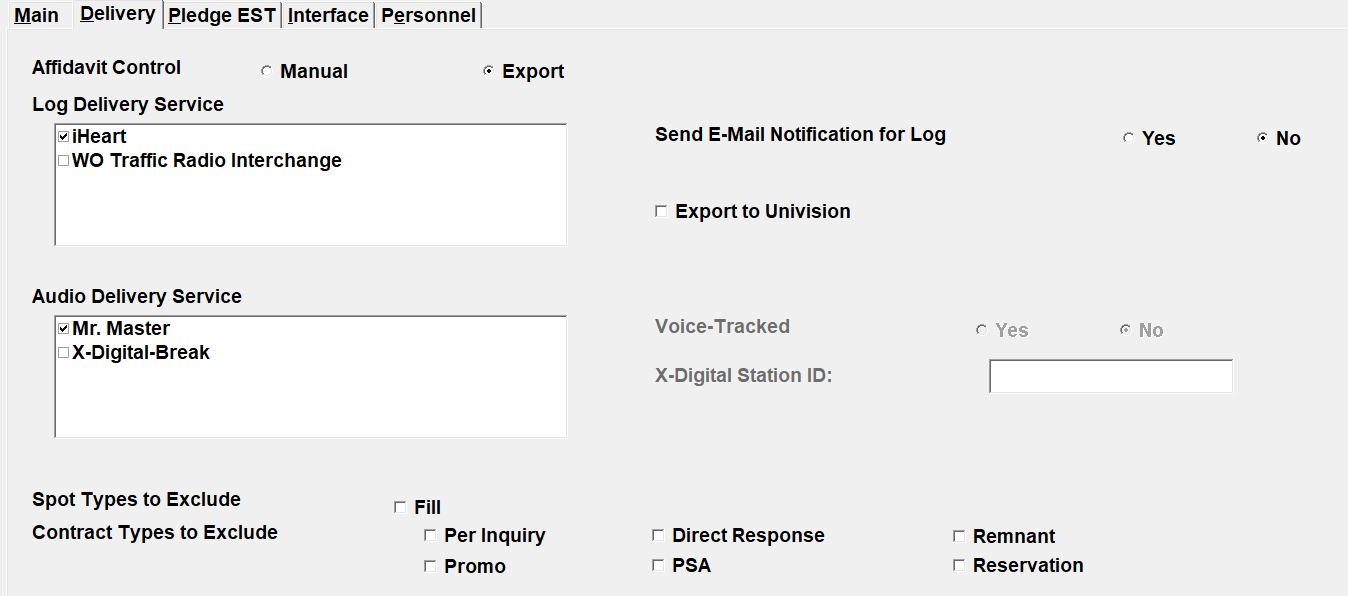 Main Delivery Pledge EST Interface Personnel
Affidavit Control Manual Export
Log Delivery Service
iHeart
WO Traffic Radio Interchange
Send E-Mail Notification for Log Yes No
Export to Univision
Audio Delivery Service
Mr. Master
X-Digital-Break
Voice-Tracked Yes No
X-Digital Station ID:
Spot Types to Exclude Fill
Contract Types to Exclude Per Inquiry Direct Response Remnant
Promo PSA Reservation